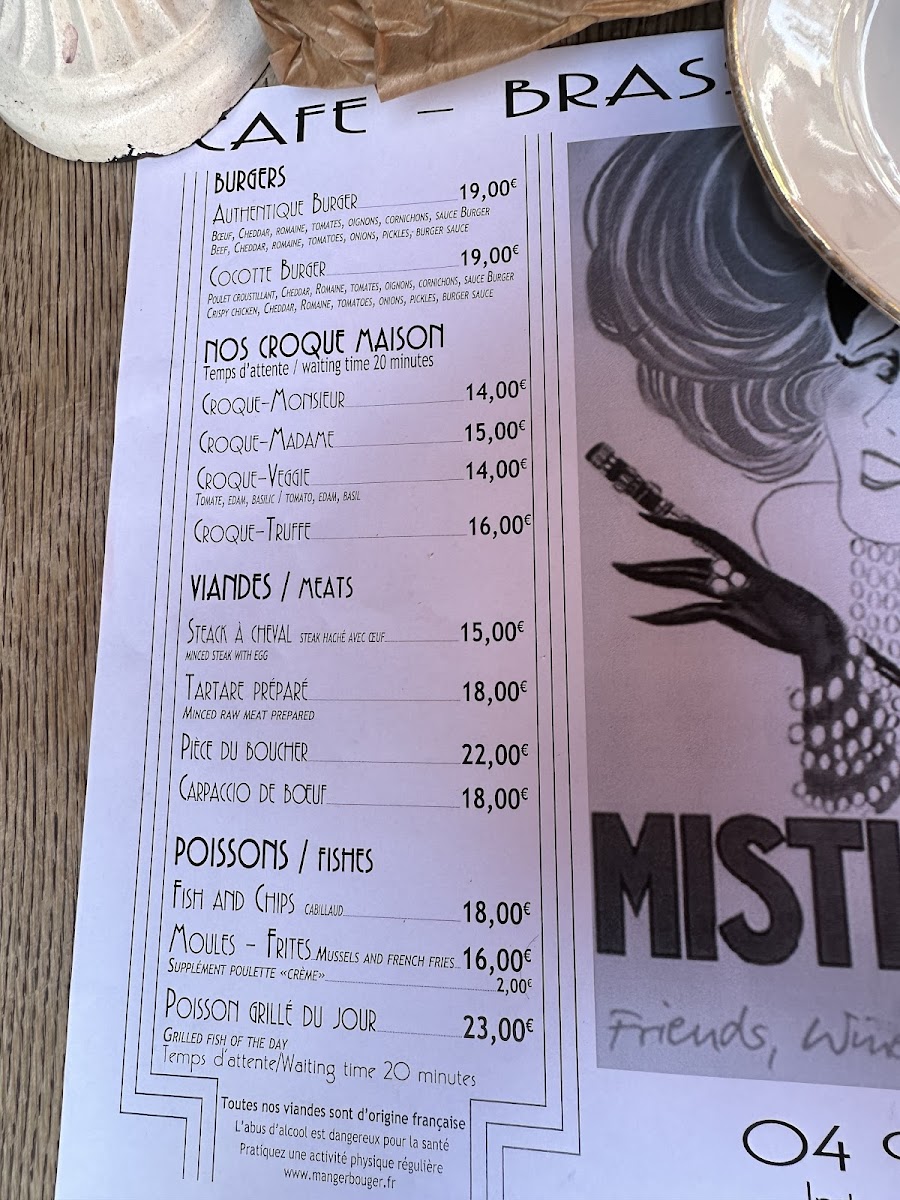 CAFE - BRASS
BURGERS
Authentique Burger 19,00€
Bœuf, Cheddar, romaine, tomates, oignons, cornichons, sauce Burger
Beef, Cheddar, romaine, tomatoes, onions, pickles, burger sauce
Cocotte Burger 19,00€
Poulet croustillant, Cheddar, Romaine, tomates, oignons, cornichons, sauce Burger
Crispy chicken, Cheddar, Romaine, tomatoes, onions, pickles, burger sauce
NOS CROQUE MAISON
Temps d'attente / waiting time 20 minutes
Croque-Monsieur 14,00€
Croque-Madame 15,00€
Croque-Veggie 14,00€
Tomate, edam, basilic / tomato, edam, basil
Croque-Truffe 16,00€
VIANDES / MEATS
Steack à cheval steak haché avec œuf 15,00€
minced steak with egg
Tartare préparé 18,00€
Minced raw meat prepared
Pièce du boucher 22,00€
Carpaccio de bœuf 18,00€
POISSONS / FISHES
Fish and Chips cabillaud 18,00€
Moules - Frites Mussels and french fries 16,00€
Supplément poulette «crème» 2,00€
Poisson grillé du jour 23,00€
Grilled fish of the day
Temps d'attente/Waiting time 20 minutes
Toutes nos viandes sont d'origine française
L'abus d'alcool est dangereux pour la santé
Pratiquez une activité physique régulière
www.mangerbouger.fr
MISTI
Friends, Wine
04